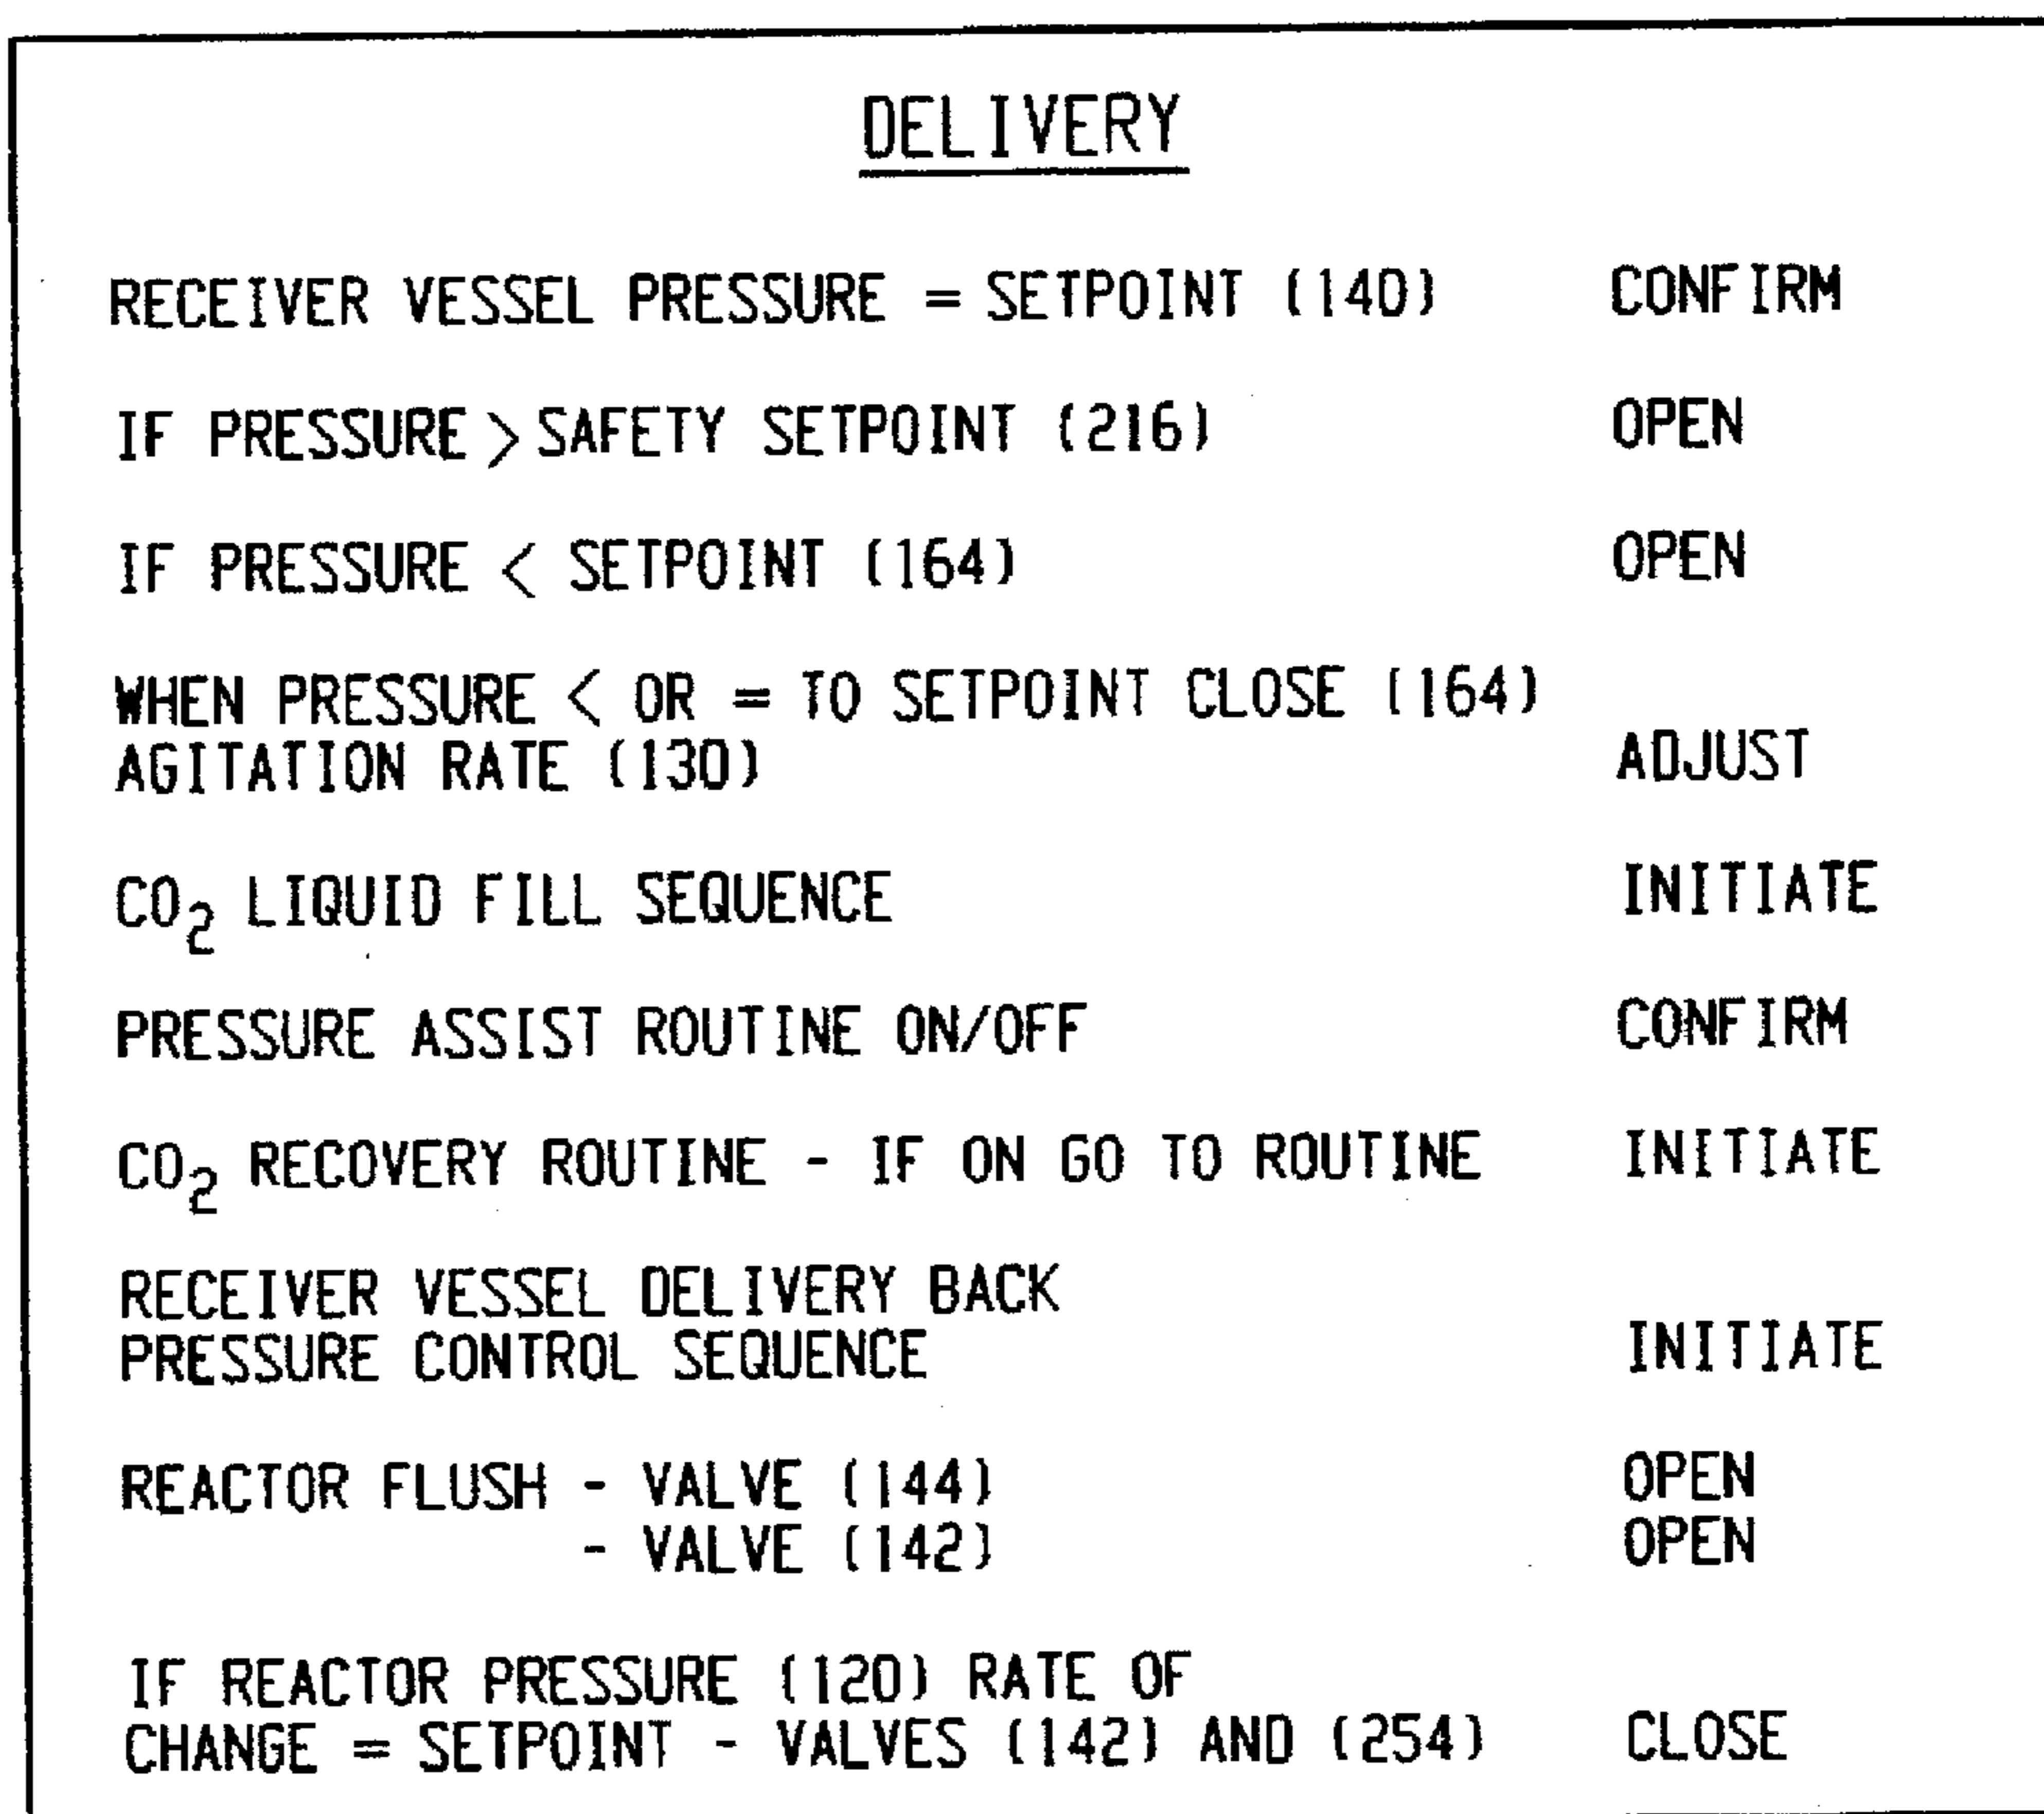 DELIVERY
RECEIVER VESSEL PRESSURE = SETPOINT (140) CONFIRM
IF PRESSURE > SAFETY SETPOINT (216) OPEN
IF PRESSURE < SETPOINT (164) OPEN
WHEN PRESSURE < OR = TO SETPOINT CLOSE (164)
AGITATION RATE (130) ADJUST
CO₂ LIQUID FILL SEQUENCE INITIATE
PRESSURE ASSIST ROUTINE ON/OFF CONFIRM
CO₂ RECOVERY ROUTINE - IF ON GO TO ROUTINE INITIATE
RECEIVER VESSEL DELIVERY BACK
PRESSURE CONTROL SEQUENCE INITIATE
REACTOR FLUSH - VALVE (144) OPEN
- VALVE (142) OPEN
IF REACTOR PRESSURE (120) RATE OF
CHANGE = SETPOINT - VALVES (142) AND (254) CLOSE